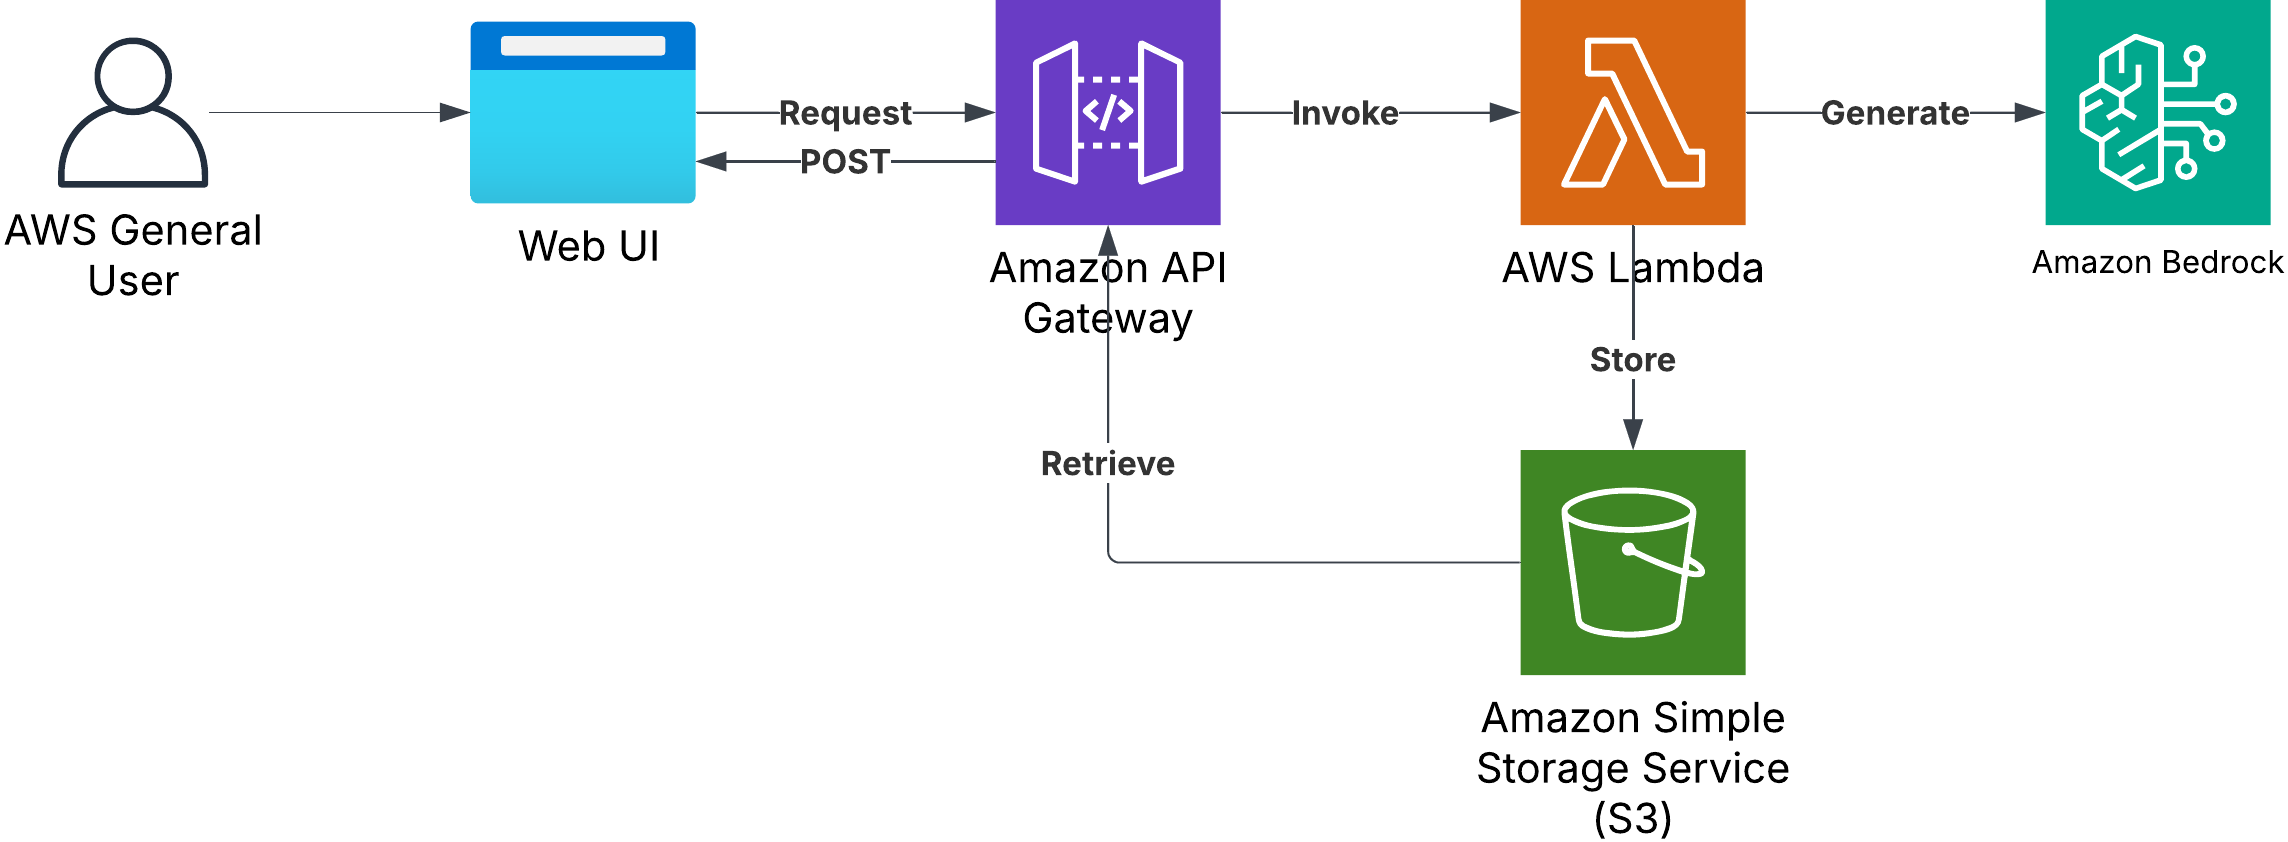 Request
Invoke
Generate
POST
AWS General
User
Web UI
Amazon API
Gateway
AWS Lambda
Amazon Bedrock
Store
Retrieve
Amazon Simple
Storage Service
(S3)